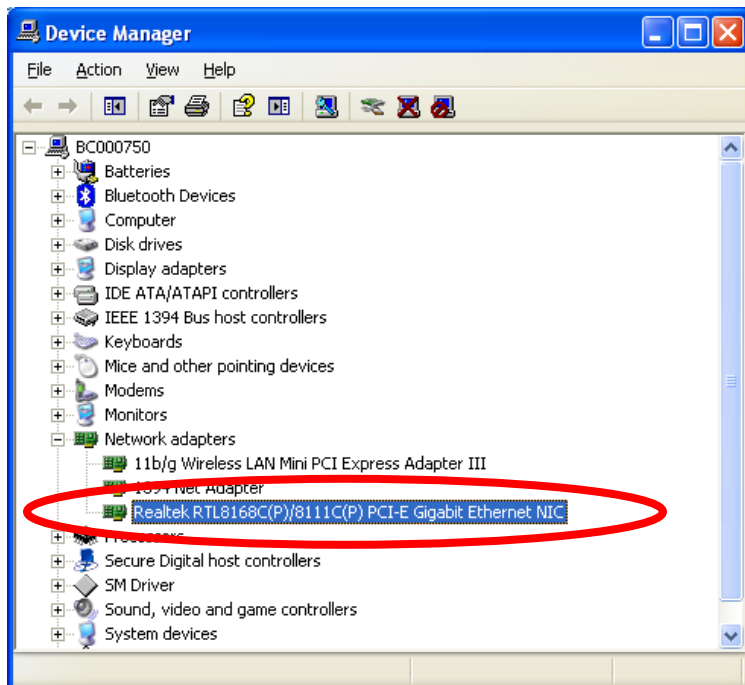 Device Manager
File Action View Help
BC000750
Batteries
Bluetooth Devices
Computer
Disk drives
Display adapters
IDE ATA/ATAPI controllers
IEEE 1394 Bus host controllers
Keyboards
Mice and other pointing devices
Modems
Monitors
Network adapters
11b/g Wireless LAN Mini PCI Express Adapter III
1394 Net Adapter
Realtek RTL8168C(P)/8111C(P) PCI-E Gigabit Ethernet NIC
Processors
Secure Digital host controllers
SM Driver
Sound, video and game controllers
System devices